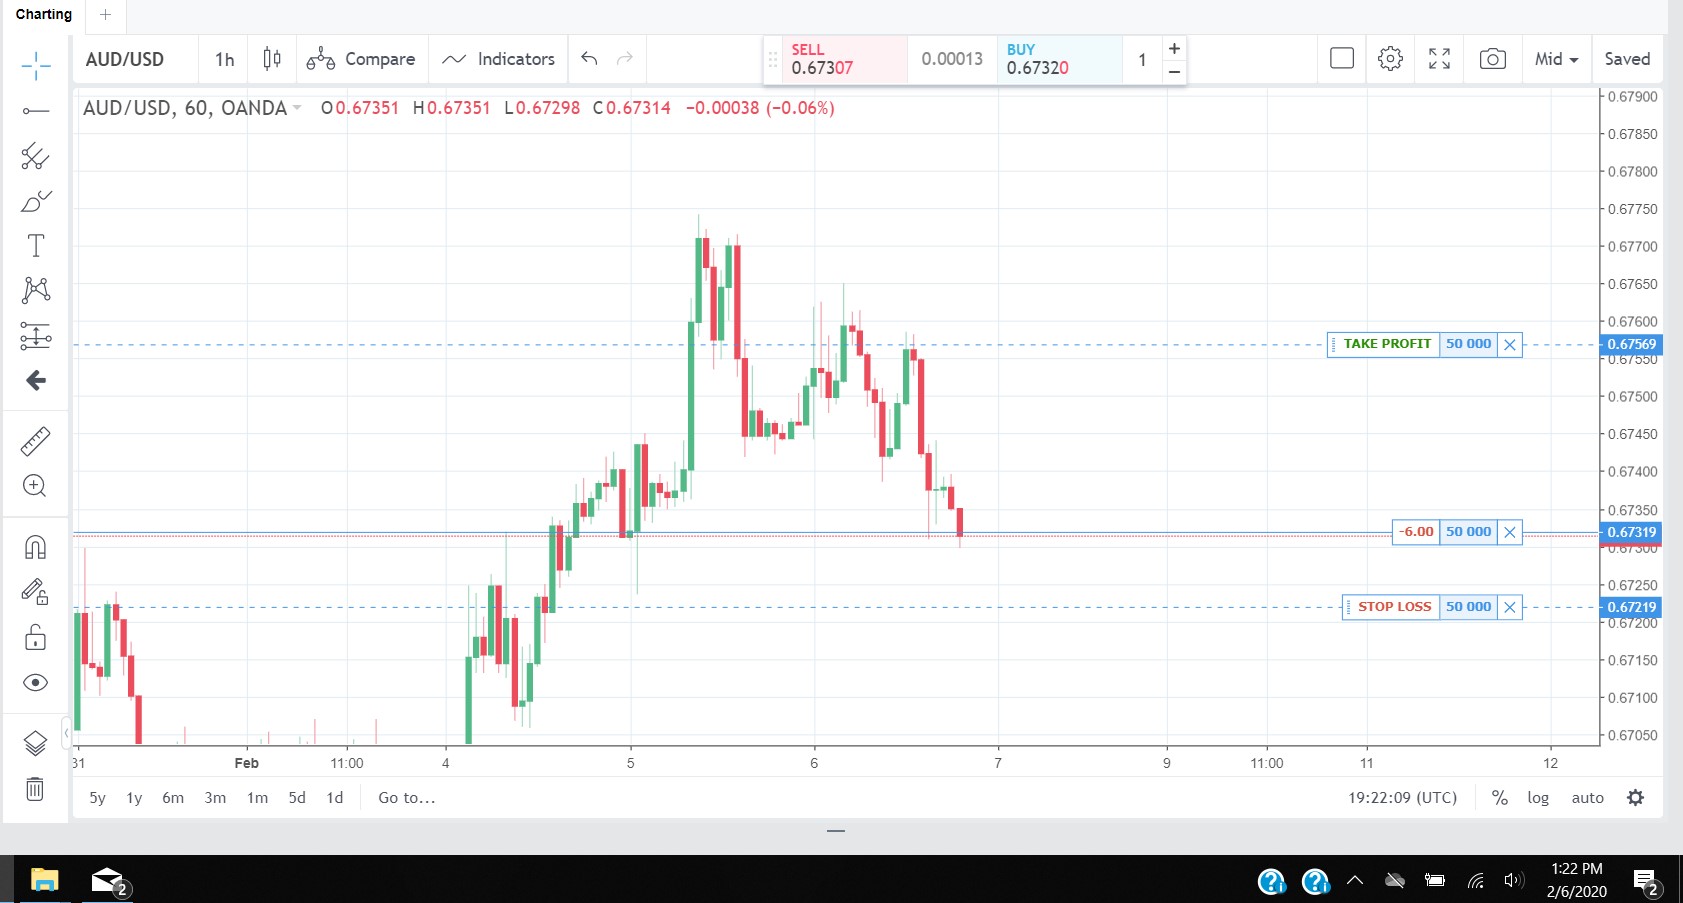 Charting +
AUD/USD 1h Compare Indicators SELL 0.67307 0.00013 BUY 0.67320 1 + − Mid Saved
AUD/USD, 60, OANDA O0.67351 H0.67351 L0.67298 C0.67314 −0.00038 (−0.06%)
0.67900
0.67850
0.67800
0.67750
0.67700
0.67650
0.67600
TAKE PROFIT 50 000 0.67569
0.67550
0.67500
0.67450
0.67400
0.67350
-6.00 50 000 0.67319
0.67300
0.67250
STOP LOSS 50 000 0.67219
0.67200
0.67150
0.67100
0.67050
31 Feb 11:00 4 5 6 7 9 11:00 11 12
5y 1y 6m 3m 1m 5d 1d Go to... 19:22:09 (UTC) % log auto
2
1:22 PM
2/6/2020
2